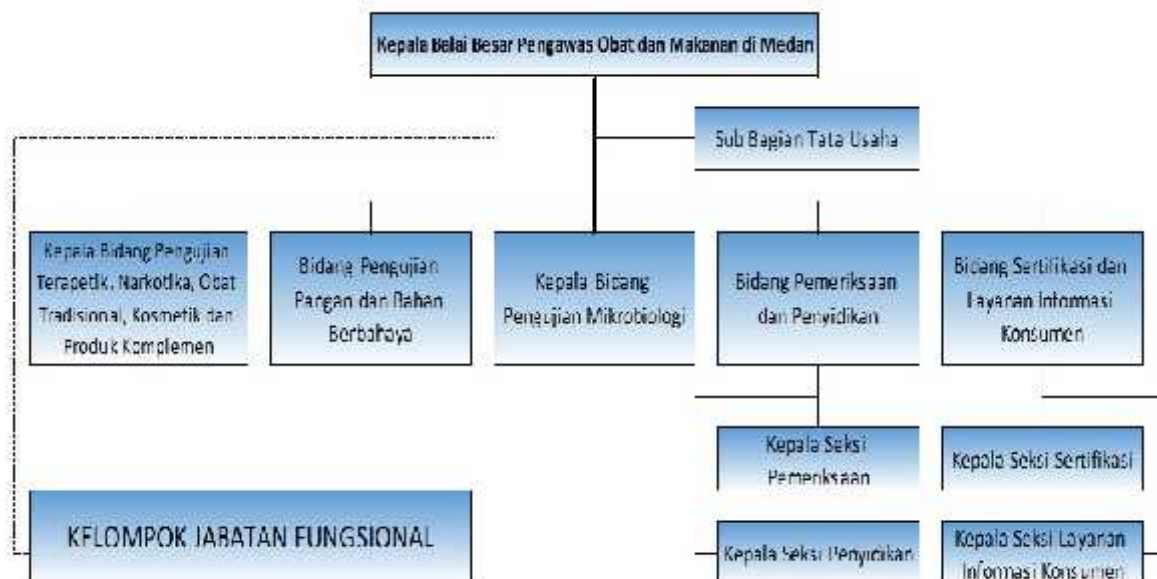 Kepala Balai Besar Pengawas Obat dan Makanan di Medan
Sub Bagian Tata Usaha
Kepala Bidang Pengujian
Terapetik, Narkotika, Obat
Tradisional, Kosmetik dan
Produk Komplemen
Bidang Pengujian
Pangan dan Bahan
Berbahaya
Kepala Bidang
Pengujian Mikrobiologi
Bidang Pemeriksaan
dan Penyidikan
Bidang Sertifikasi dan
Layanan Informasi
Konsumen
Kepala Seksi
Pemeriksaan
Kepala Seksi Sertifikasi
KELOMPOK JABATAN FUNGSIONAL
Kepala Seksi Penyidikan
Kepala Seksi Layanan
Informasi Konsumen